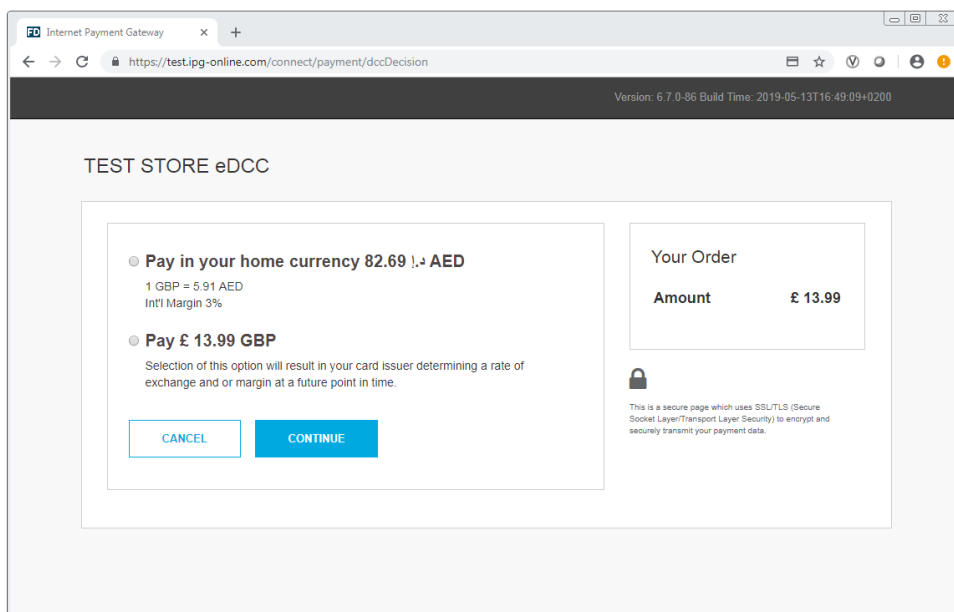 FD Internet Payment Gateway
https://test.ipg-online.com/connect/payment/dccDecision
Version: 6.7.0-86 Build Time: 2019-05-13T16:49:09+0200
TEST STORE eDCC
Pay in your home currency 82.69 د.إ AED
1 GBP = 5.91 AED
Int'l Margin 3%
Pay £ 13.99 GBP
Selection of this option will result in your card issuer determining a rate of
exchange and or margin at a future point in time.
CANCEL
CONTINUE
Your Order
Amount £ 13.99
This is a secure page which uses SSL/TLS (Secure
Socket Layer/Transport Layer Security) to encrypt and
securely transmit your payment data.